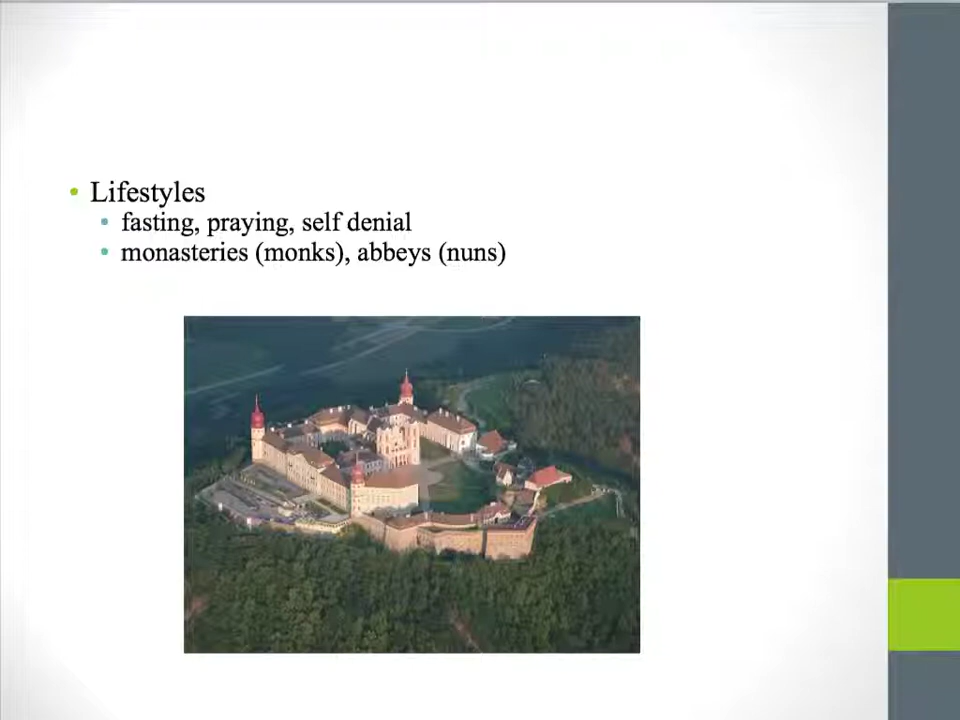 Lifestyles
fasting, praying, self denial
monasteries (monks), abbeys (nuns)